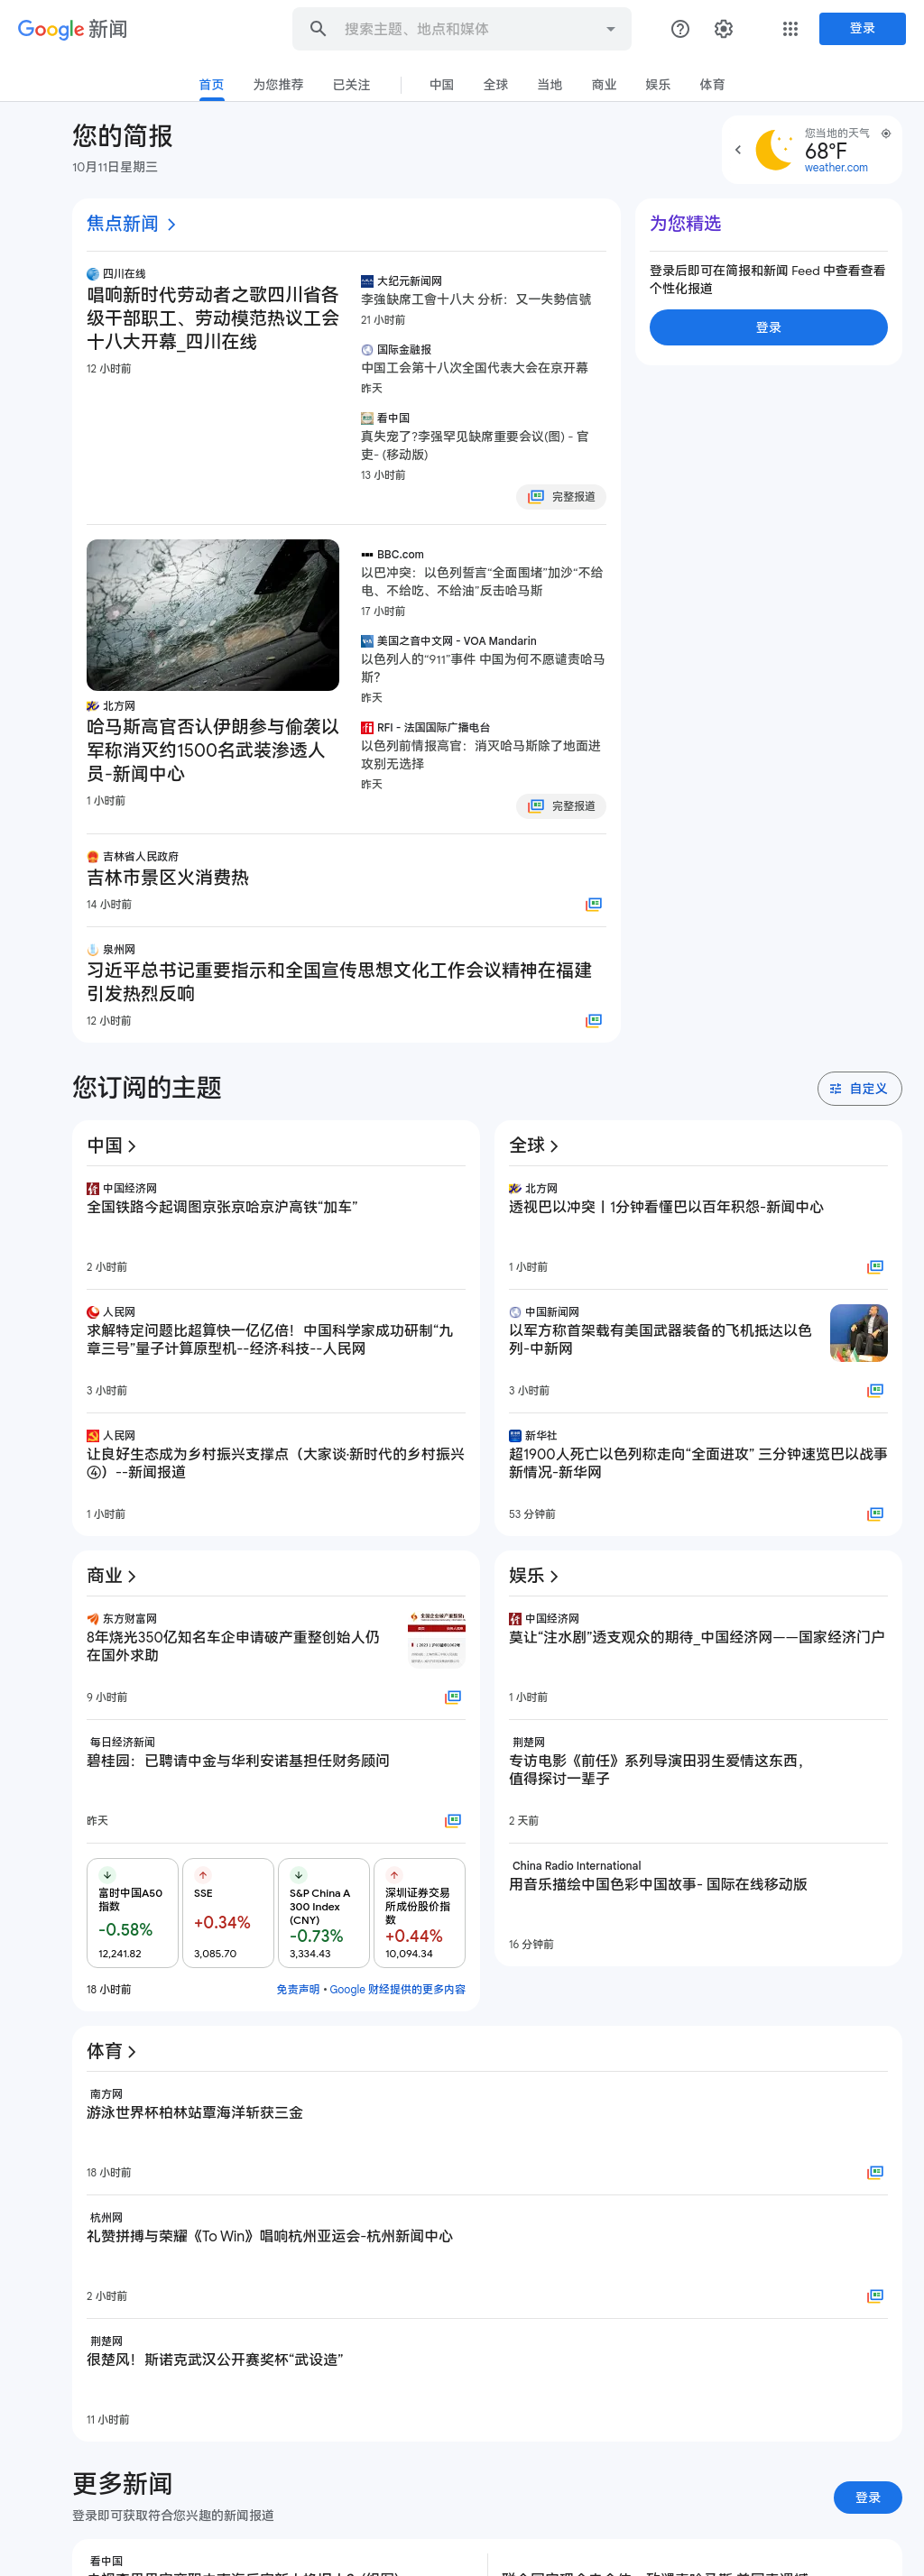 Google 新闻
搜索主题、地点和媒体
登录
首页
为您推荐
已关注
中国
全球
当地
商业
娱乐
体育
您的简报
10月11日星期三
您当地的天气
68°F
weather.com
焦点新闻
四川在线
唱响新时代劳动者之歌四川省各
级干部职工、劳动模范热议工会
十八大开幕_四川在线
12 小时前
大纪元新闻网
李強缺席工會十八大 分析：又一失勢信號
21 小时前
国际金融报
中国工会第十八次全国代表大会在京开幕
昨天
看中国
真失宠了?李强罕见缺席重要会议(图) - 官
吏- (移动版)
13 小时前
完整报道
为您精选
登录后即可在简报和新闻 Feed 中查看查看
个性化报道
登录
北方网
哈马斯高官否认伊朗参与偷袭以
军称消灭约1500名武装渗透人
员-新闻中心
1 小时前
BBC.com
以巴冲突：以色列誓言“全面围堵”加沙“不给
电、不给吃、不给油”反击哈马斯
17 小时前
美国之音中文网 - VOA Mandarin
以色列人的“911”事件 中国为何不愿谴责哈马
斯？
昨天
RFI - 法国国际广播电台
以色列前情报高官：消灭哈马斯除了地面进
攻别无选择
昨天
完整报道
吉林省人民政府
吉林市景区火消费热
14 小时前
泉州网
习近平总书记重要指示和全国宣传思想文化工作会议精神在福建
引发热烈反响
12 小时前
您订阅的主题
自定义
中国
中国经济网
全国铁路今起调图京张京哈京沪高铁“加车”
2 小时前
人民网
求解特定问题比超算快一亿亿倍！中国科学家成功研制“九
章三号”量子计算原型机--经济·科技--人民网
3 小时前
人民网
让良好生态成为乡村振兴支撑点（大家谈·新时代的乡村振兴
④）--新闻报道
1 小时前
全球
北方网
透视巴以冲突丨1分钟看懂巴以百年积怨-新闻中心
1 小时前
中国新闻网
以军方称首架载有美国武器装备的飞机抵达以色
列-中新网
3 小时前
新华社
超1900人死亡以色列称走向“全面进攻” 三分钟速览巴以战事
新情况-新华网
53 分钟前
商业
东方财富网
8年烧光350亿知名车企申请破产重整创始人仍
在国外求助
9 小时前
每日经济新闻
碧桂园：已聘请中金与华利安诺基担任财务顾问
昨天
富时中国A50
指数
-0.58%
12,241.82
SSE
+0.34%
3,085.70
S&P China A
300 Index
(CNY)
-0.73%
3,334.43
深圳证券交易
所成份股价指
数
+0.44%
10,094.34
18 小时前
免责声明 • Google 财经提供的更多内容
娱乐
中国经济网
莫让“注水剧”透支观众的期待_中国经济网——国家经济门户
1 小时前
荆楚网
专访电影《前任》系列导演田羽生爱情这东西，
值得探讨一辈子
2 天前
China Radio International
用音乐描绘中国色彩中国故事- 国际在线移动版
16 分钟前
体育
南方网
游泳世界杯柏林站覃海洋斩获三金
18 小时前
杭州网
礼赞拼搏与荣耀《To Win》唱响杭州亚运会-杭州新闻中心
2 小时前
荆楚网
很楚风！斯诺克武汉公开赛奖杯“武设造”
11 小时前
更多新闻
登录即可获取符合您兴趣的新闻报道
登录
看中国